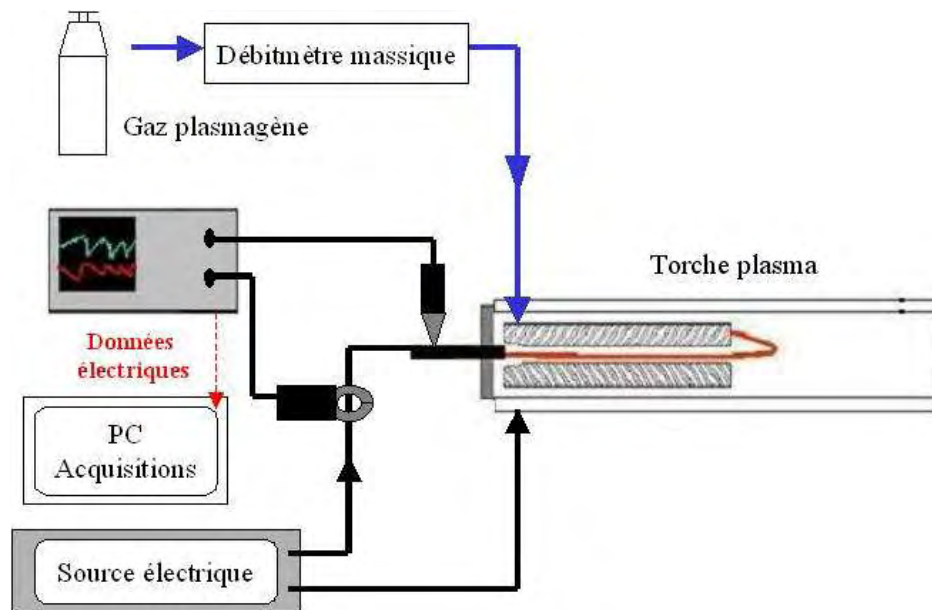 Débitmètre massique
Gaz plasmagène
Torche plasma
Données
électriques
PC
Acquisitions
Source électrique